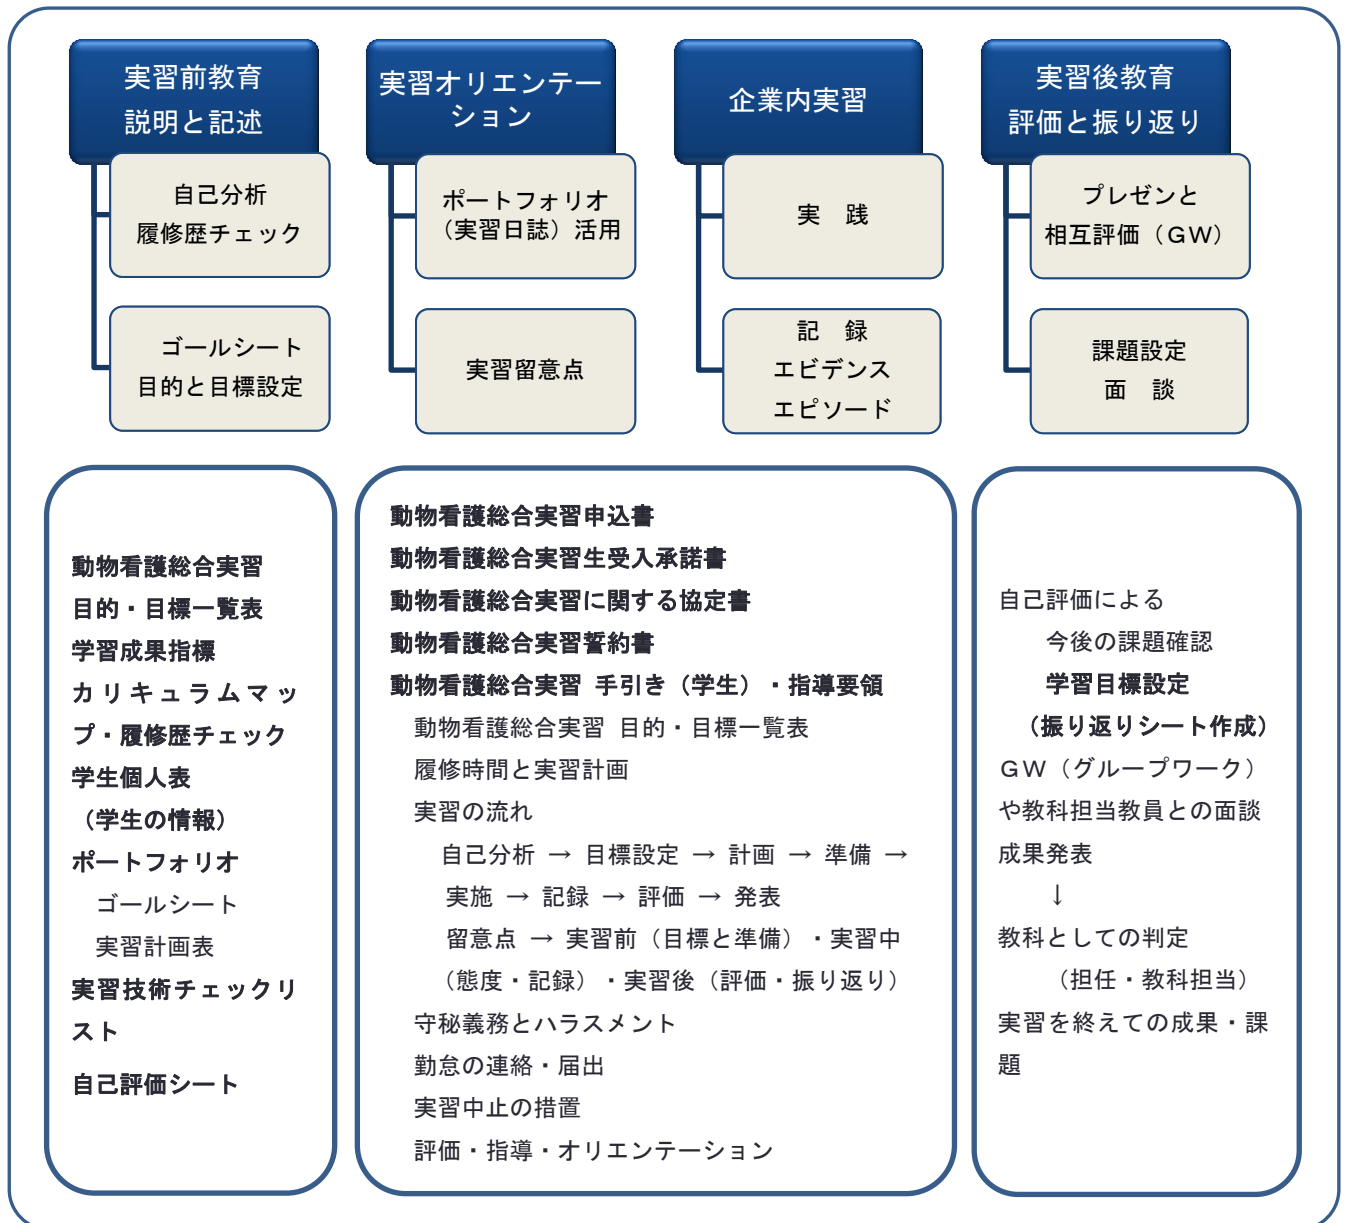 実習前教育
説明と記述
自己分析
履修歴チェック
ゴールシート
目的と目標設定
実習オリエンテー
ション
ポートフォリオ
（実習日誌）活用
実習留意点
企業内実習
実　践
記　録
エビデンス
エピソード
実習後教育
評価と振り返り
プレゼンと
相互評価（ＧＷ）
課題設定
面　談
動物看護総合実習
目的・目標一覧表
学習成果指標
カリキュラムマッ
プ・履修歴チェック
学生個人表
（学生の情報）
ポートフォリオ
ゴールシート
実習計画表
実習技術チェックリ
スト
自己評価シート
動物看護総合実習申込書
動物看護総合実習生受入承諾書
動物看護総合実習に関する協定書
動物看護総合実習誓約書
動物看護総合実習 手引き（学生）・指導要領
動物看護総合実習 目的・目標一覧表
履修時間と実習計画
実習の流れ
自己分析 → 目標設定 → 計画 → 準備 →
実施 → 記録 → 評価 → 発表
留意点 → 実習前（目標と準備）・実習中
（態度・記録）・実習後（評価・振り返り）
守秘義務とハラスメント
勤怠の連絡・届出
実習中止の措置
評価・指導・オリエンテーション
自己評価による
今後の課題確認
学習目標設定
（振り返りシート作成）
ＧＷ（グループワーク）
や教科担当教員との面談
成果発表
↓
教科としての判定
（担任・教科担当）
実習を終えての成果・課
題